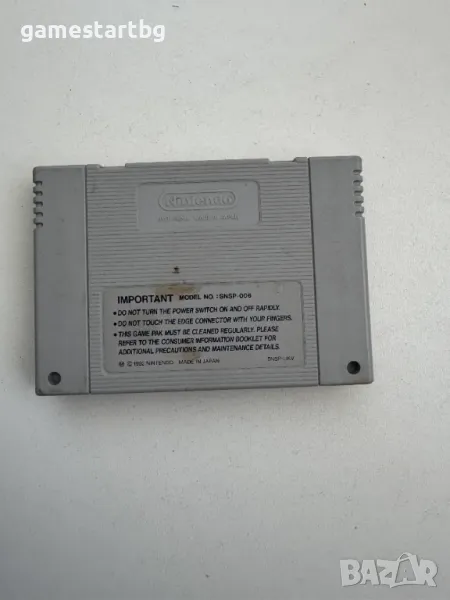 gamestartbg
Nintendo
IMPORTANT MODEL NO.: SNSP-006
• DO NOT TURN THE POWER SWITCH ON AND OFF RAPIDLY.
• DO NOT TOUCH THE EDGE CONNECTOR WITH YOUR FINGERS.
• THIS GAME PAK MUST BE CLEANED REGULARLY. PLEASE
REFER TO THE CONSUMER INFORMATION BOOKLET FOR
ADDITIONAL PRECAUTIONS AND MAINTENANCE DETAILS.
© 1992 NINTENDO MADE IN JAPAN
BAZAR